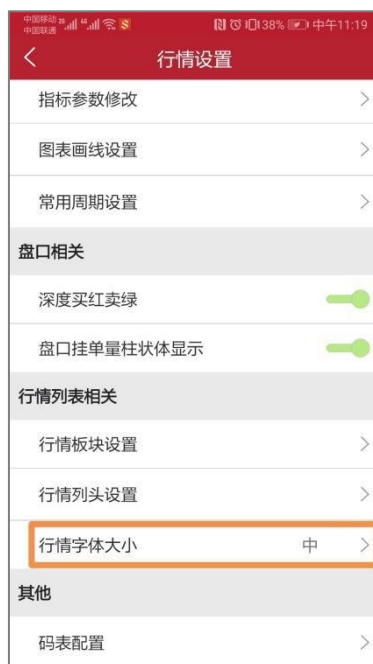 中国移动 2G 4G S 38% 中午11:19
中国联通
行情设置
指标参数修改
图表画线设置
常用周期设置
盘口相关
深度买红卖绿
盘口挂单量柱状体显示
行情列表相关
行情板块设置
行情列头设置
行情字体大小 中
其他
码表配置